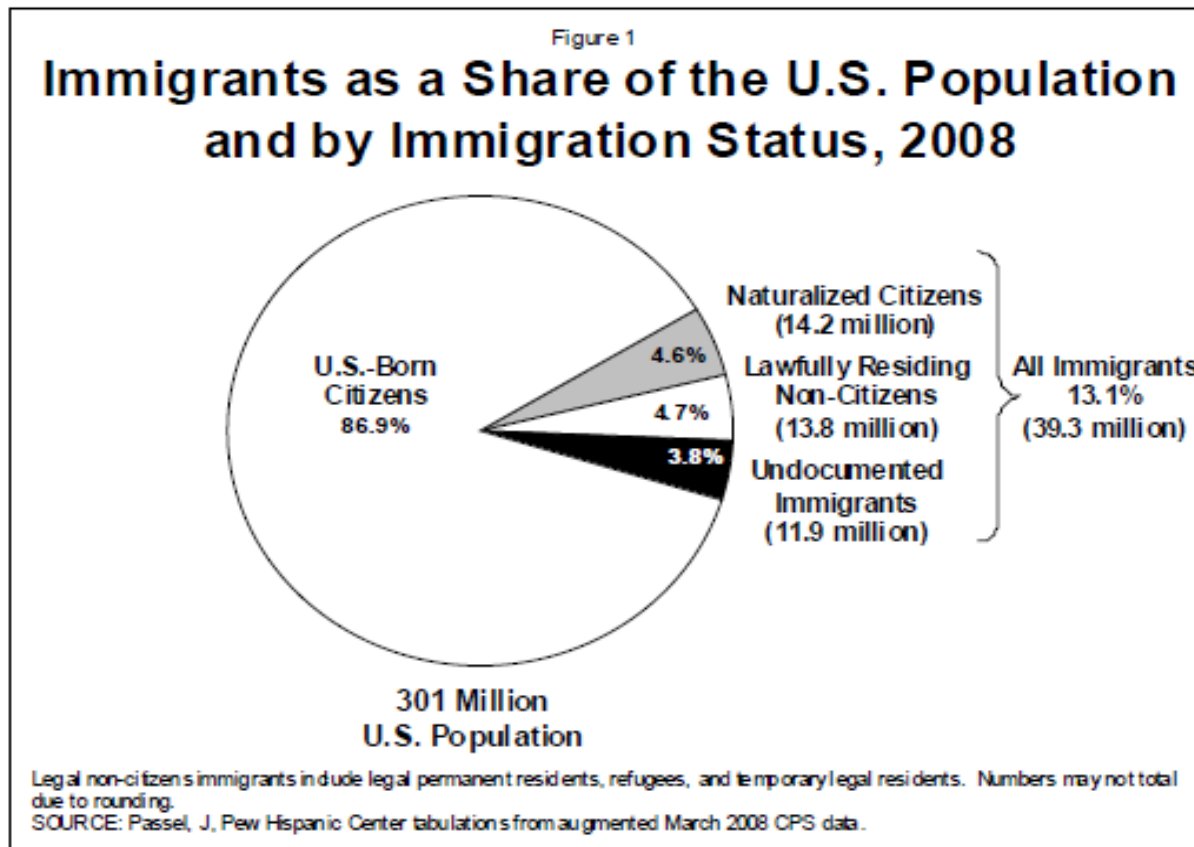 Figure 1
Immigrants as a Share of the U.S. Population
and by Immigration Status, 2008
U.S.-Born
Citizens
86.9%
4.6%
4.7%
3.8%
Naturalized Citizens
(14.2 million)
Lawfully Residing
Non-Citizens
(13.8 million)
Undocumented
Immigrants
(11.9 million)
All Immigrants
13.1%
(39.3 million)
301 Million
U.S. Population
Legal non-citizens immigrants include legal permanent residents, refugees, and temporary legal residents. Numbers may not total
due to rounding.
SOURCE: Passel, J, Pew Hispanic Center tabulations from augmented March 2008 CPS data.